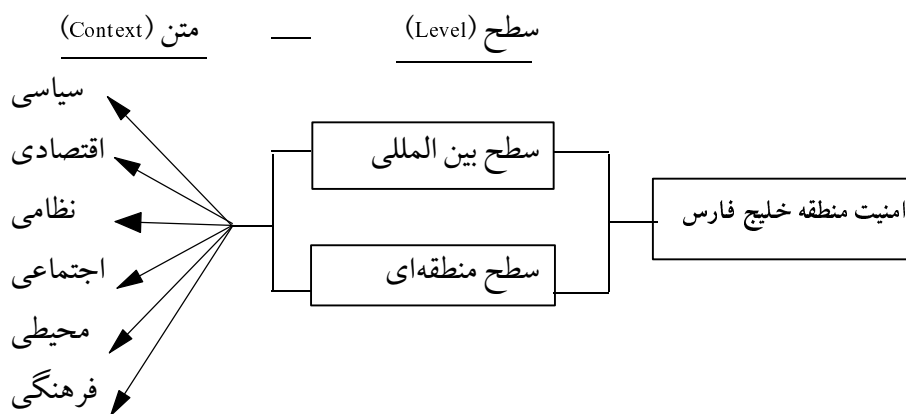 سطح (Level) — متن (Context)
امنیت منطقه خلیج فارس
سطح بین المللی
سطح منطقه‌ای
سیاسی
اقتصادی
نظامی
اجتماعی
محیطی
فرهنگی